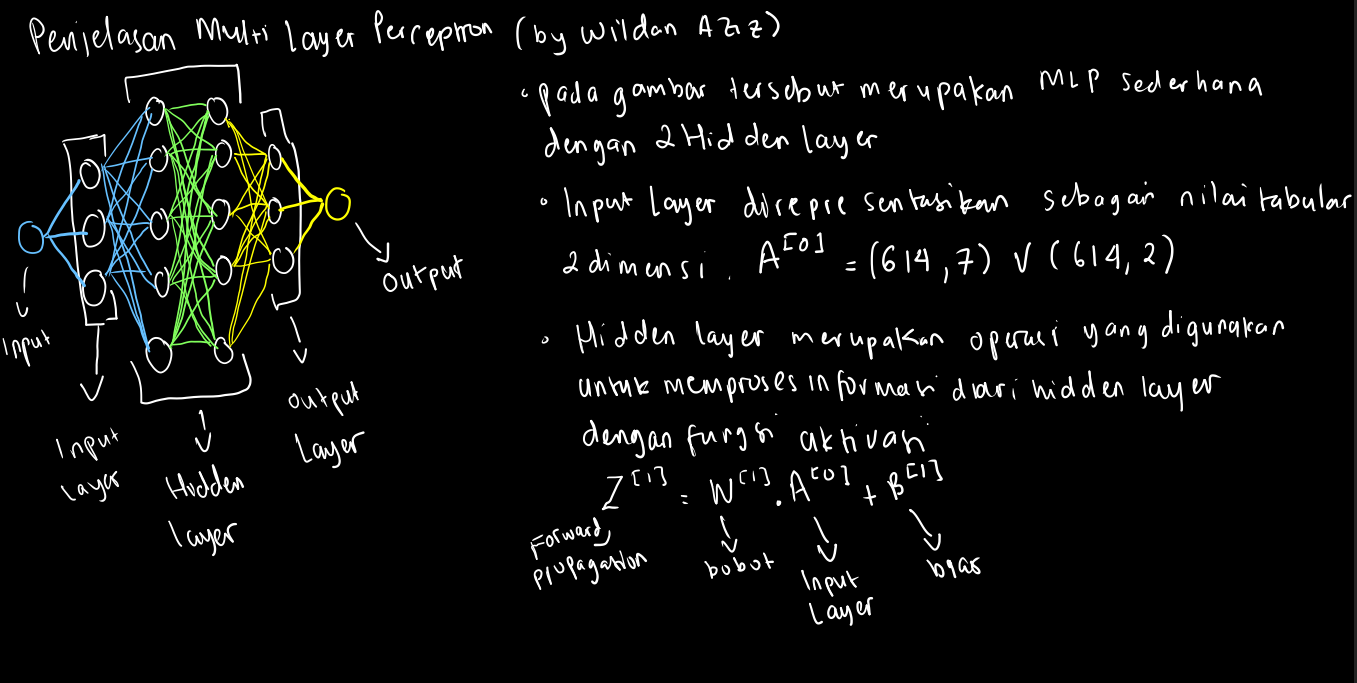 Penjelasan Multi Layer Perceptron (by Wildan Aziz)
• pada gambar tersebut merupakan MLP sederhana
dengan 2 Hidden layer
• Input Layer direpresentasikan sebagai nilai tabular
2 dimensi. A^[0] = (614, 7) V (614, 2)
• Hidden layer merupakan operasi yang digunakan
untuk memproses informasi dari hidden layer
dengan fungsi aktivasi
Z^[1] = W^[1] . A^[0] + B^[1]
Forward
propagation
bobot
Input
Layer
bias
Input
Input
Layer
Hidden
layer
Output
Layer
Output